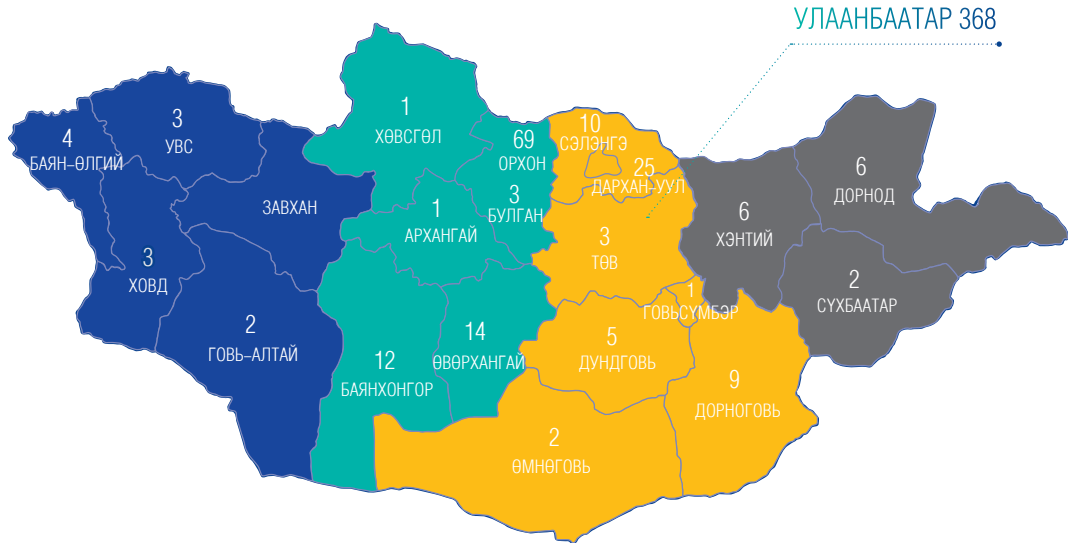 УЛААНБААТАР 368
4
БАЯН-ӨЛГИЙ
3
УВС
ЗАВХАН
3
ХОВД
2
ГОВЬ-АЛТАЙ
1
ХӨВСГӨЛ
69
ОРХОН
3
БУЛГАН
1
АРХАНГАЙ
12
БАЯНХОНГОР
14
ӨВӨРХАНГАЙ
10
СЭЛЭНГЭ
25
ДАРХАН-УУЛ
3
ТӨВ
1
ГОВЬСҮМБЭР
5
ДУНДГОВЬ
9
ДОРНОГОВЬ
2
ӨМНӨГОВЬ
6
ХЭНТИЙ
6
ДОРНОД
2
СҮХБААТАР